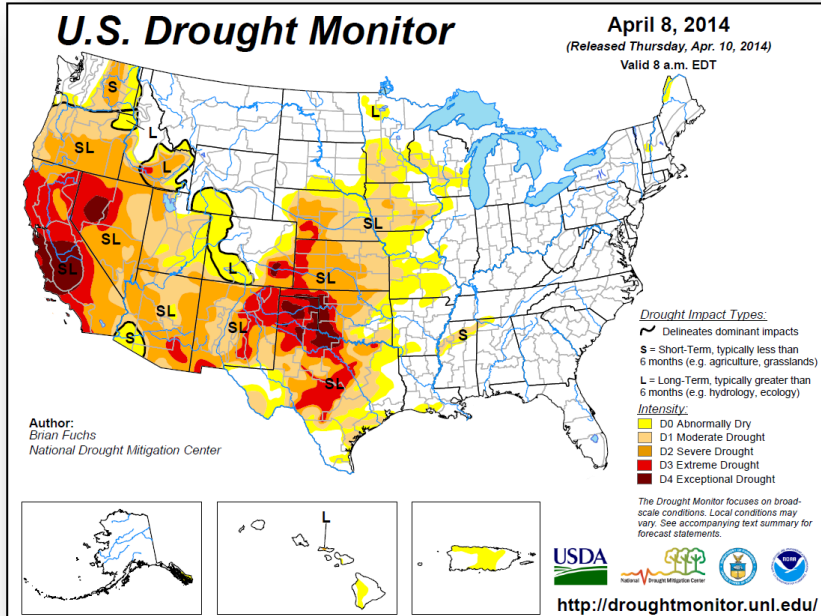 U.S. Drought Monitor
April 8, 2014
(Released Thursday, Apr. 10, 2014)
Valid 8 a.m. EDT
S
L
SL
L
SL
SL
SL
L
SL
SL
SL
SL
S
S
SL
Author:
Brian Fuchs
National Drought Mitigation Center
Drought Impact Types:
Delineates dominant impacts
S = Short-Term, typically less than
6 months (e.g. agriculture, grasslands)
L = Long-Term, typically greater than
6 months (e.g. hydrology, ecology)
Intensity:
D0 Abnormally Dry
D1 Moderate Drought
D2 Severe Drought
D3 Extreme Drought
D4 Exceptional Drought
The Drought Monitor focuses on broad-
scale conditions. Local conditions may
vary. See accompanying text summary for
forecast statements.
L
USDA
National Drought Mitigation Center
NOAA
http://droughtmonitor.unl.edu/